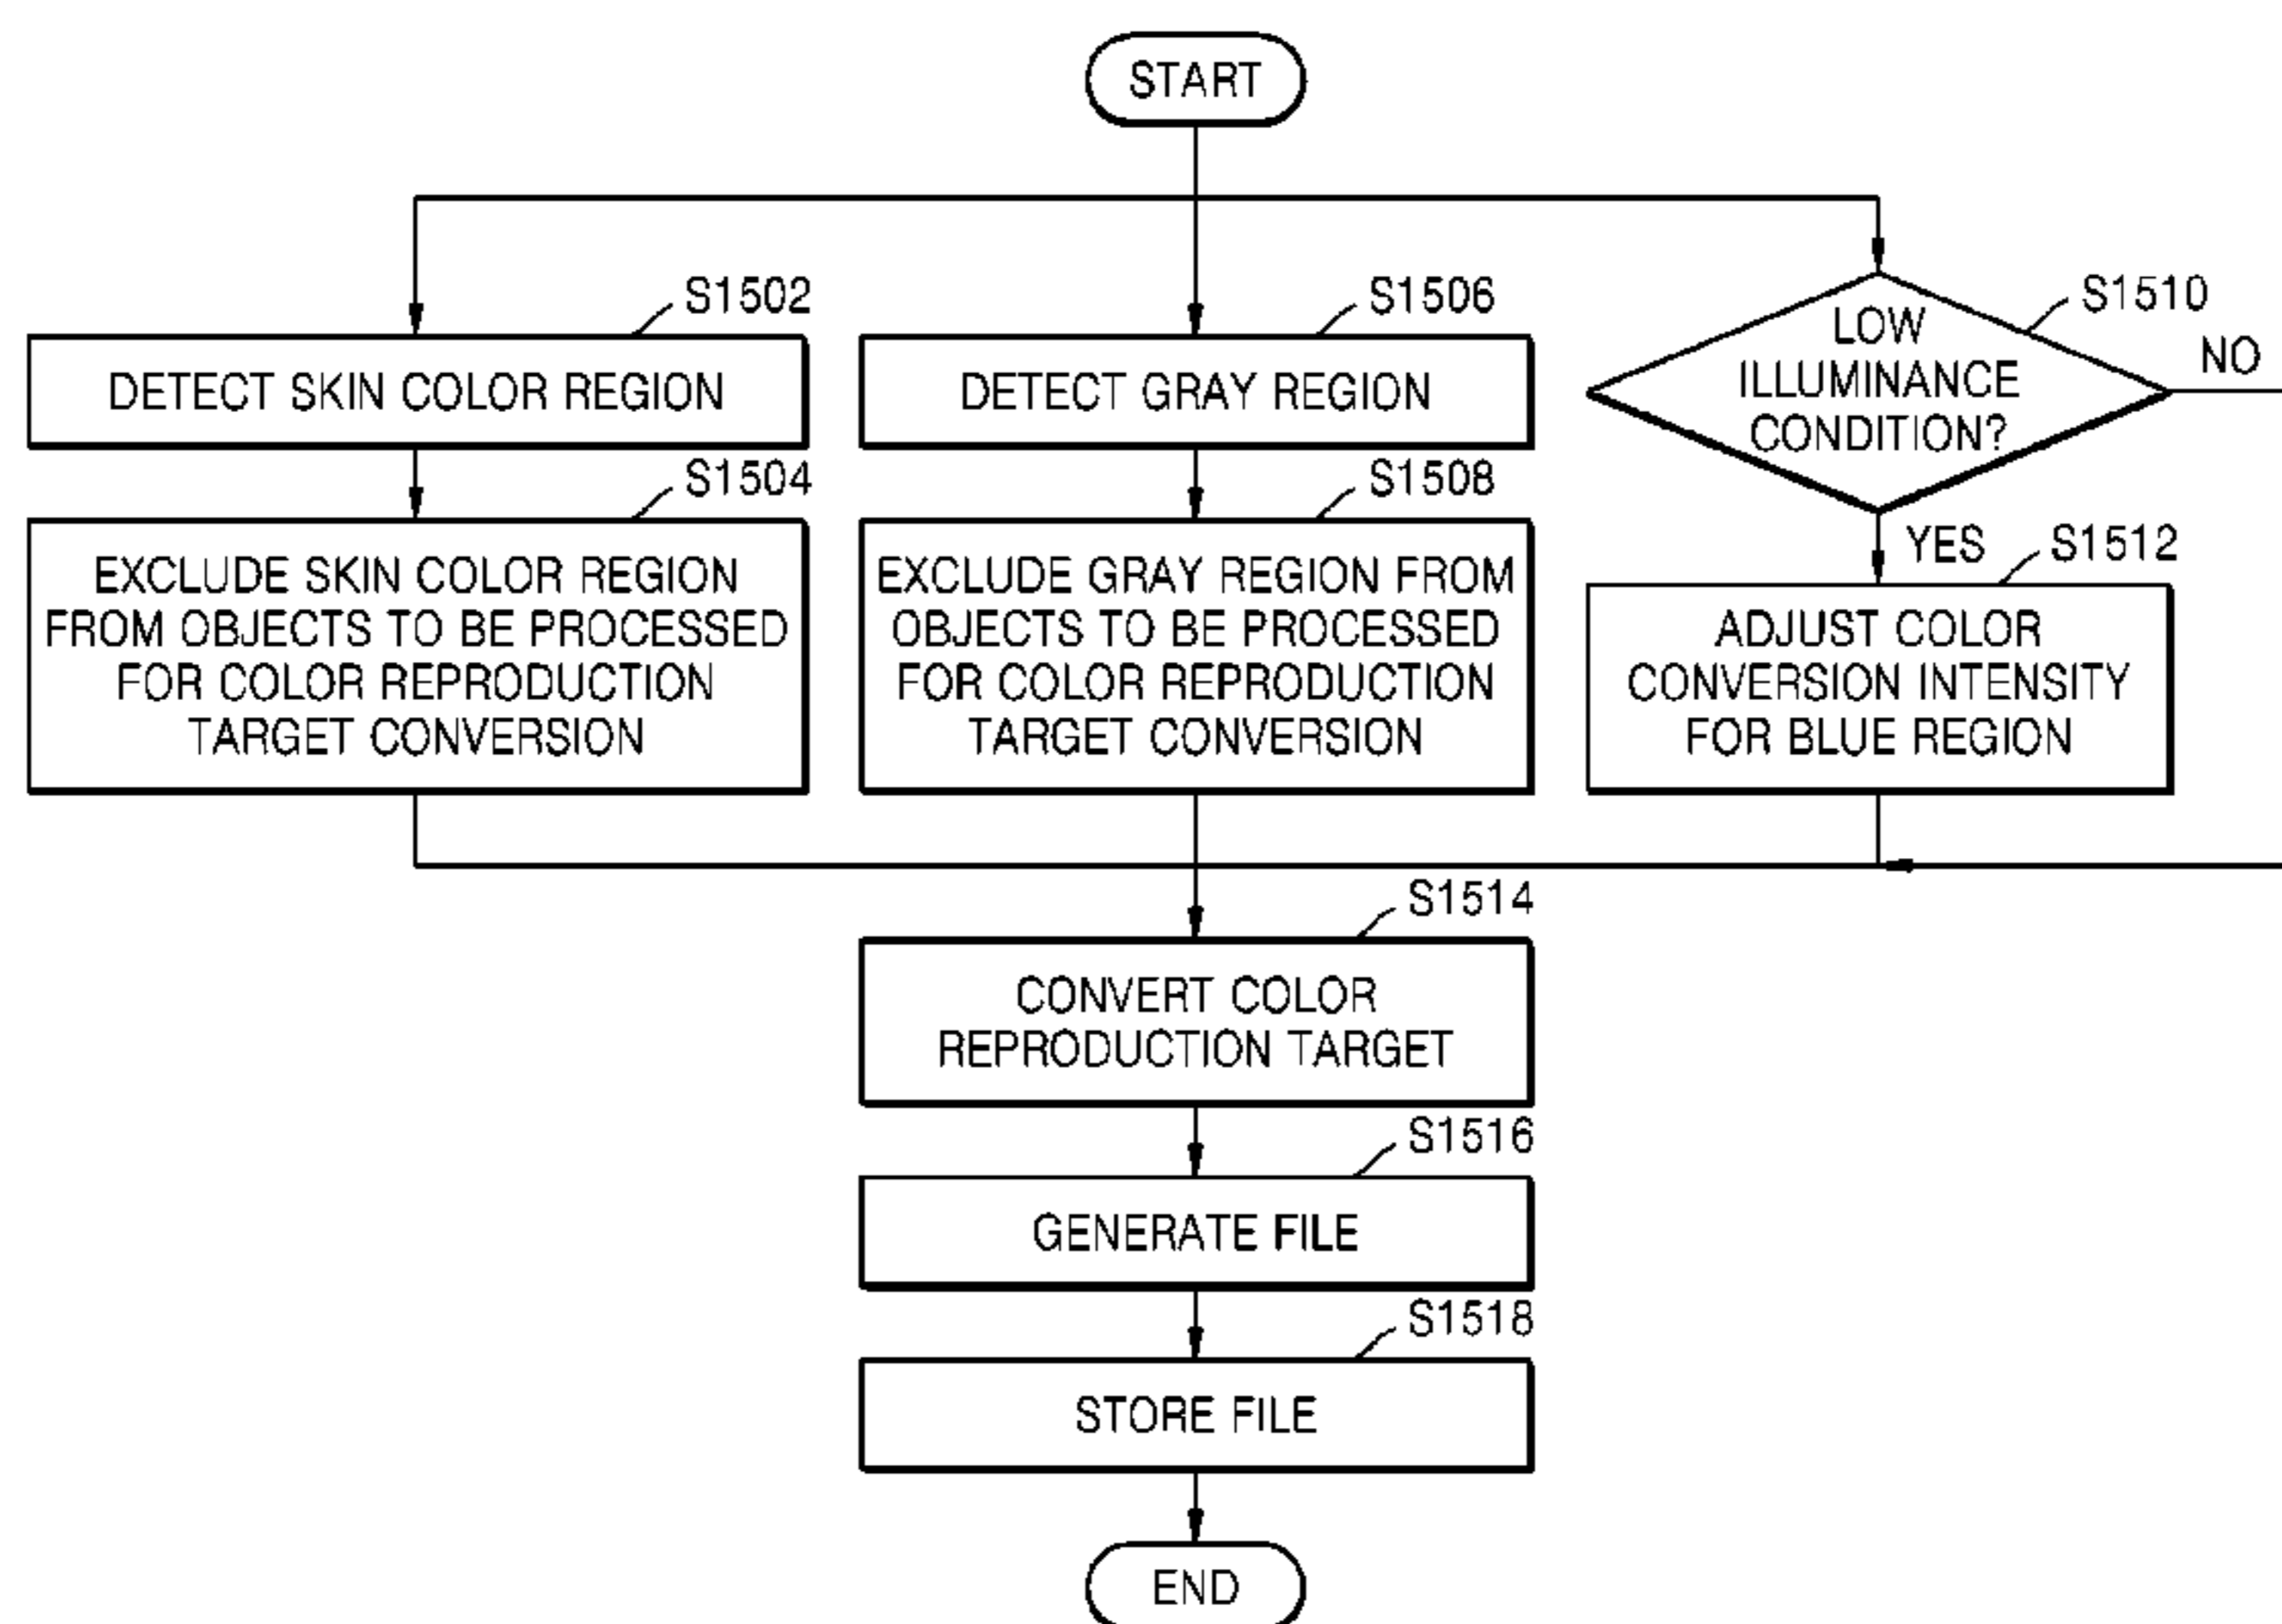 START
S1502
DETECT SKIN COLOR REGION
S1504
EXCLUDE SKIN COLOR REGION
FROM OBJECTS TO BE PROCESSED
FOR COLOR REPRODUCTION
TARGET CONVERSION
S1506
DETECT GRAY REGION
S1508
EXCLUDE GRAY REGION FROM
OBJECTS TO BE PROCESSED
FOR COLOR REPRODUCTION
TARGET CONVERSION
S1510
LOW
ILLUMINANCE
CONDITION?
NO
YES
S1512
ADJUST COLOR
CONVERSION INTENSITY
FOR BLUE REGION
S1514
CONVERT COLOR
REPRODUCTION TARGET
S1516
GENERATE FILE
S1518
STORE FILE
END